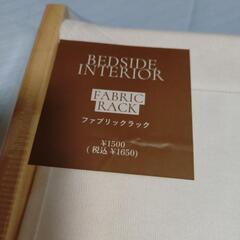 BEDSIDE
INTERIOR
FABRIC
RACK
ファブリックラック
¥1500
(税込 ¥1650)